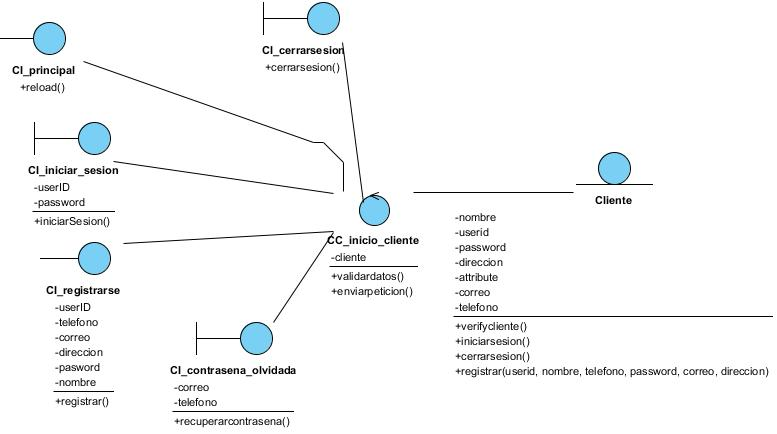 CI_cerrarsesion
+cerrarsesion()
CI_principal
+reload()
CI_iniciar_sesion
-userID
-password
+iniciarSesion()
Cliente
-nombre
-userid
-password
-direccion
-attribute
-correo
-telefono
+verifycliente()
+iniciarsesion()
+cerrarsesion()
+registrar(userid, nombre, telefono, password, correo, direccion)
CC_inicio_cliente
-cliente
+validardatos()
+enviarpeticion()
CI_registrarse
-userID
-telefono
-correo
-direccion
-pasword
-nombre
+registrar()
CI_contrasena_olvidada
-correo
-telefono
+recuperarcontrasena()